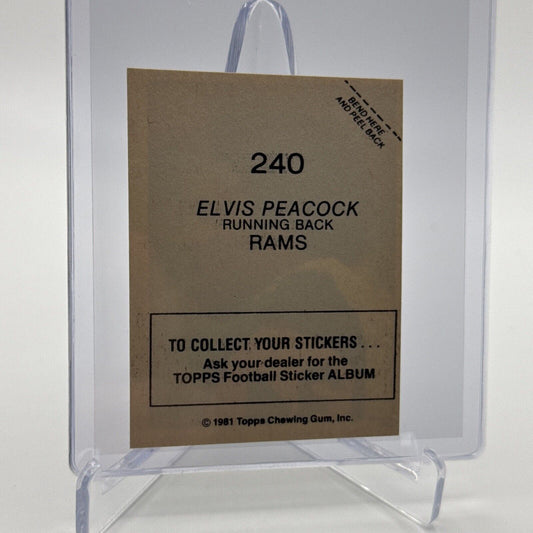 BEND HERE
AND PEEL BACK
240
ELVIS PEACOCK
RUNNING BACK
RAMS
TO COLLECT YOUR STICKERS...
Ask your dealer for the
TOPPS Football Sticker ALBUM
© 1981 Topps Chewing Gum, Inc.